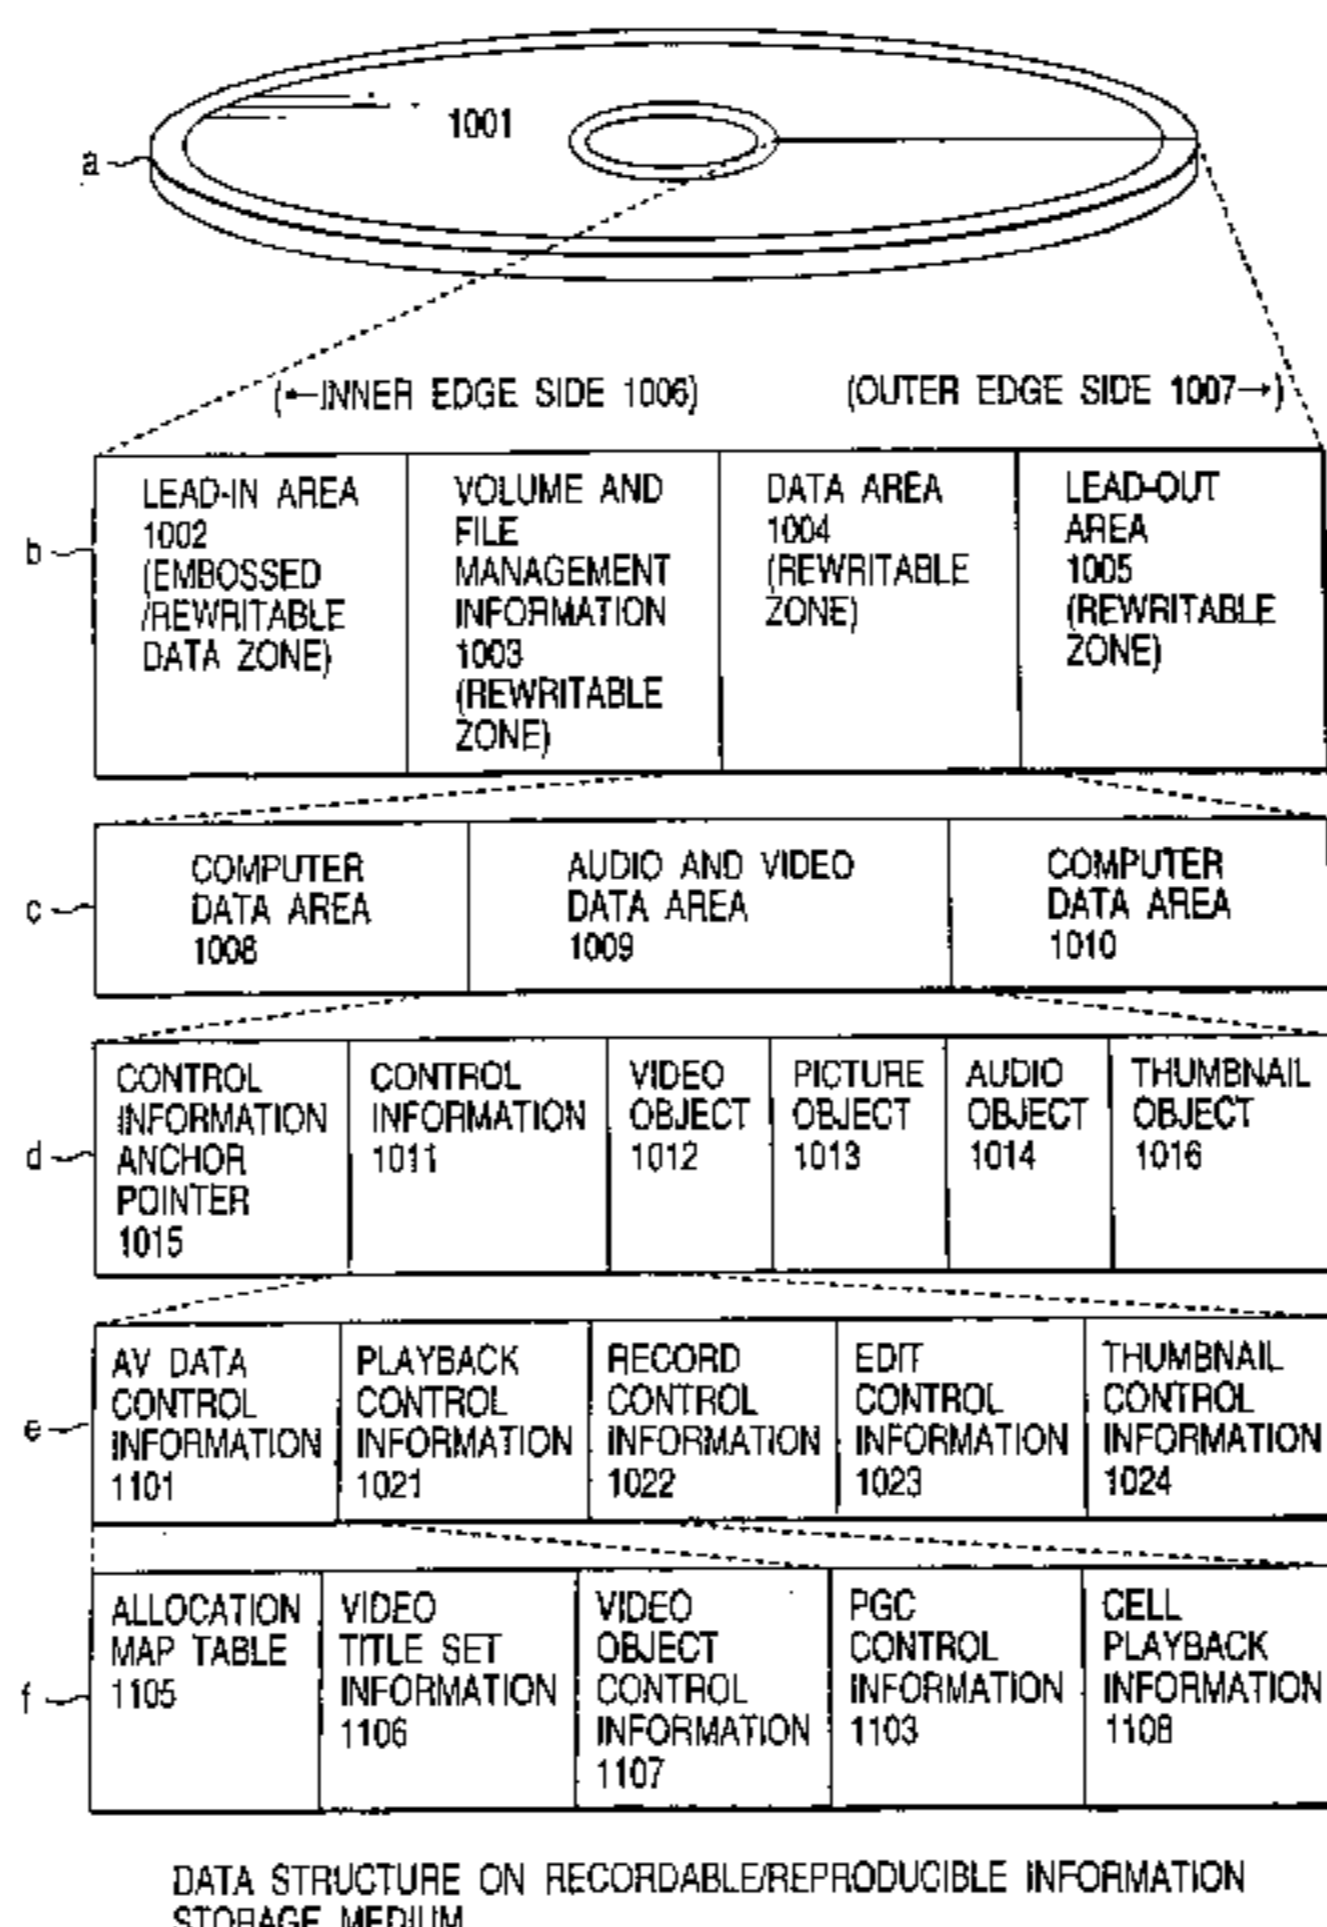 1001
a
(←INNER EDGE SIDE 1006)
(OUTER EDGE SIDE 1007→)
b
LEAD-IN AREA
1002
(EMBOSSED
/REWRITABLE
DATA ZONE)
VOLUME AND
FILE
MANAGEMENT
INFORMATION
1003
(REWRITABLE
ZONE)
DATA AREA
1004
(REWRITABLE
ZONE)
LEAD-OUT
AREA
1005
(REWRITABLE
ZONE)
c
COMPUTER
DATA AREA
1008
AUDIO AND VIDEO
DATA AREA
1009
COMPUTER
DATA AREA
1010
d
CONTROL
INFORMATION
ANCHOR
POINTER
1015
CONTROL
INFORMATION
1011
VIDEO
OBJECT
1012
PICTURE
OBJECT
1013
AUDIO
OBJECT
1014
THUMBNAIL
OBJECT
1016
e
AV DATA
CONTROL
INFORMATION
1101
PLAYBACK
CONTROL
INFORMATION
1021
RECORD
CONTROL
INFORMATION
1022
EDIT
CONTROL
INFORMATION
1023
THUMBNAIL
CONTROL
INFORMATION
1024
f
ALLOCATION
MAP TABLE
1105
VIDEO
TITLE SET
INFORMATION
1106
VIDEO
OBJECT
CONTROL
INFORMATION
1107
PGC
CONTROL
INFORMATION
1103
CELL
PLAYBACK
INFORMATION
1108
DATA STRUCTURE ON RECORDABLE/REPRODUCIBLE INFORMATION
STORAGE MEDIUM